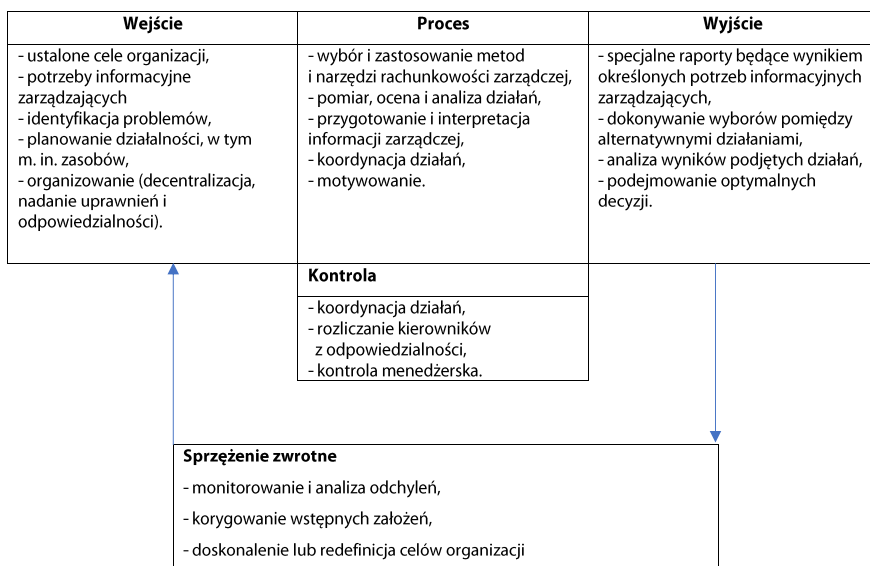 Wejście
- ustalone cele organizacji,
- potrzeby informacyjne
zarządzających
- identyfikacja problemów,
- planowanie działalności, w tym
m. in. zasobów,
- organizowanie (decentralizacja,
nadanie uprawnień i
odpowiedzialności).
Proces
- wybór i zastosowanie metod
i narzędzi rachunkowości zarządczej,
- pomiar, ocena i analiza działań,
- przygotowanie i interpretacja
informacji zarządczej,
- koordynacja działań,
- motywowanie.
Wyjście
- specjalne raporty będące wynikiem
określonych potrzeb informacyjnych
zarządzających,
- dokonywanie wyborów pomiędzy
alternatywnymi działaniami,
- analiza wyników podjętych działań,
- podejmowanie optymalnych
decyzji.
Kontrola
- koordynacja działań,
- rozliczanie kierowników
z odpowiedzialności,
- kontrola menedżerska.
Sprzężenie zwrotne
- monitorowanie i analiza odchyleń,
- korygowanie wstępnych założeń,
- doskonalenie lub redefinicja celów organizacji